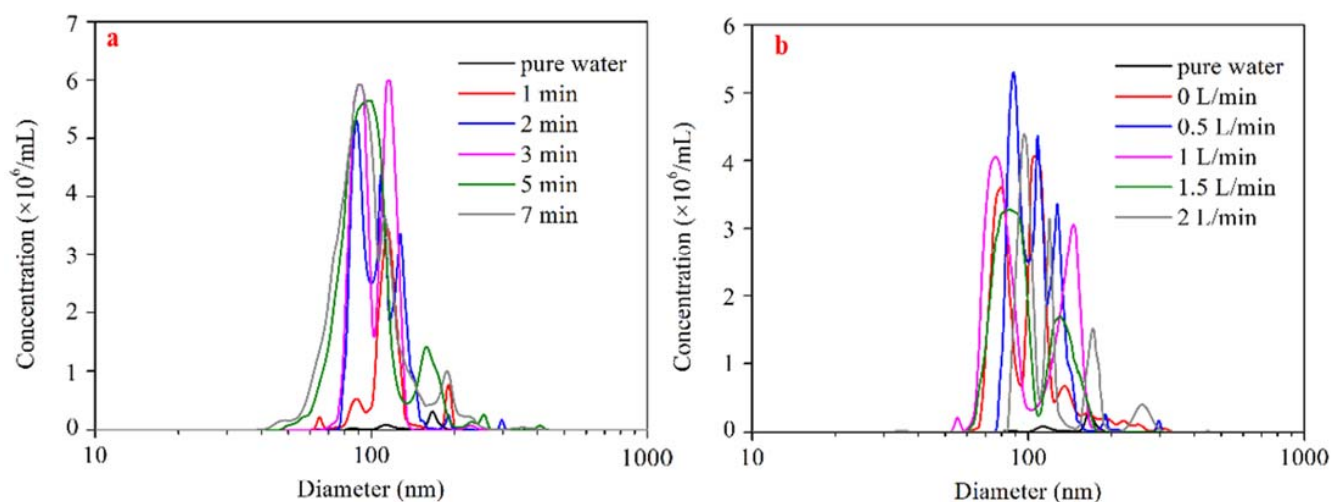 a
7
6
5
4
3
2
1
0
10
100
1000
Concentration (×10⁶/mL)
Diameter (nm)
pure water
1 min
2 min
3 min
5 min
7 min
b
6
5
4
3
2
1
0
10
100
1000
Concentration (×10⁶/mL)
Diameter (nm)
pure water
0 L/min
0.5 L/min
1 L/min
1.5 L/min
2 L/min